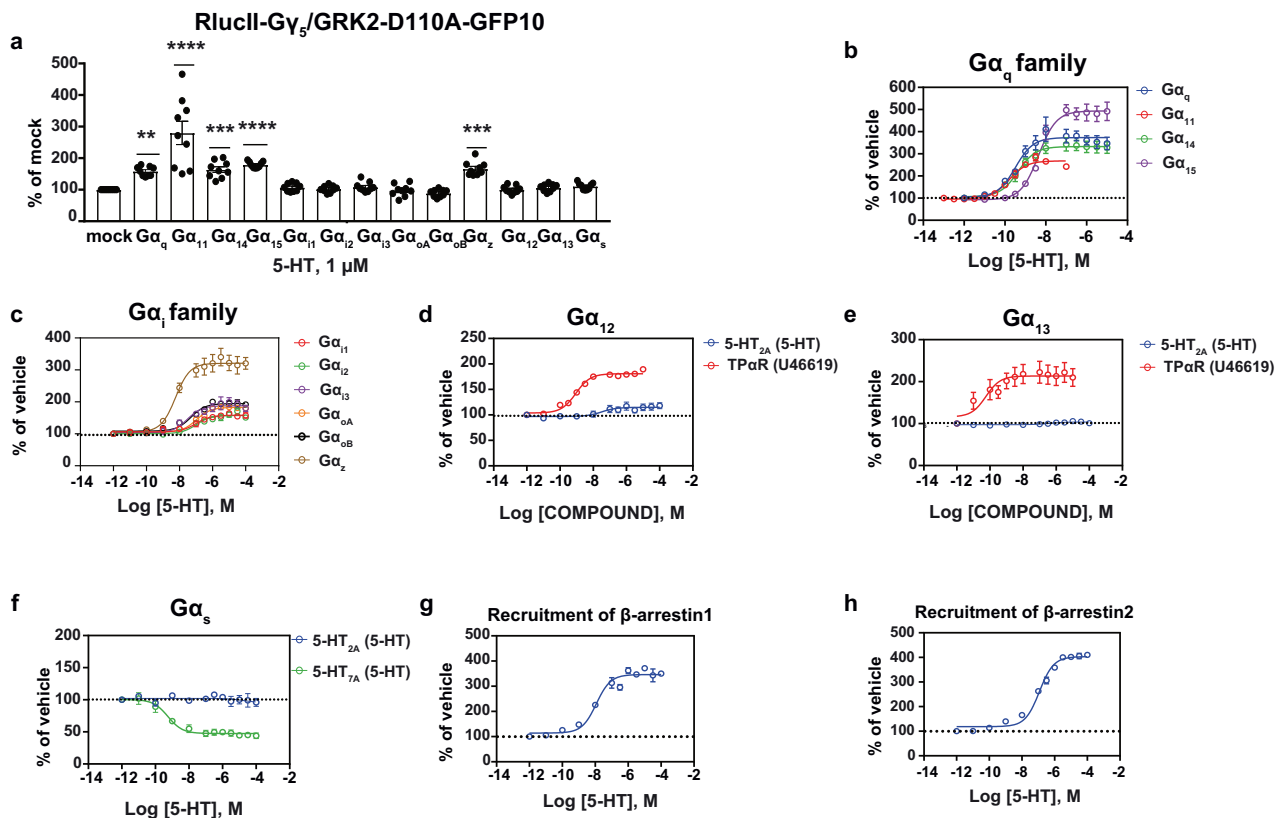 RlucII-Gγ5/GRK2-D110A-GFP10
a
% of mock
500
400
300
200
100
0
**
****
***
****
***
mock Gαq Gα11 Gα14 Gα15 Gαi1 Gαi2 Gαi3 GαoA GαoB Gαz Gα12 Gα13 Gαs
5-HT, 1 µM
b
Gαq family
% of vehicle
600
500
400
300
200
100
0
-14 -12 -10 -8 -6 -4
Log [5-HT], M
Gαq
Gα11
Gα14
Gα15
c
Gαi family
% of vehicle
400
300
200
100
0
-14 -12 -10 -8 -6 -4 -2
Log [5-HT], M
Gαi1
Gαi2
Gαi3
GαoA
GαoB
Gαz
d
Gα12
% of vehicle
250
200
150
100
50
0
-14 -12 -10 -8 -6 -4 -2
Log [COMPOUND], M
5-HT2A (5-HT)
TPαR (U46619)
e
Gα13
% of vehicle
300
200
100
0
-14 -12 -10 -8 -6 -4 -2
Log [COMPOUND], M
5-HT2A (5-HT)
TPαR (U46619)
f
Gαs
% of vehicle
200
150
100
50
0
-14 -12 -10 -8 -6 -4 -2
Log [5-HT], M
5-HT2A (5-HT)
5-HT7A (5-HT)
g
Recruitment of β-arrestin1
% of vehicle
500
400
300
200
100
0
-14 -12 -10 -8 -6 -4 -2
Log [5-HT], M
h
Recruitment of β-arrestin2
% of vehicle
500
400
300
200
100
0
-14 -12 -10 -8 -6 -4 -2
Log [5-HT], M